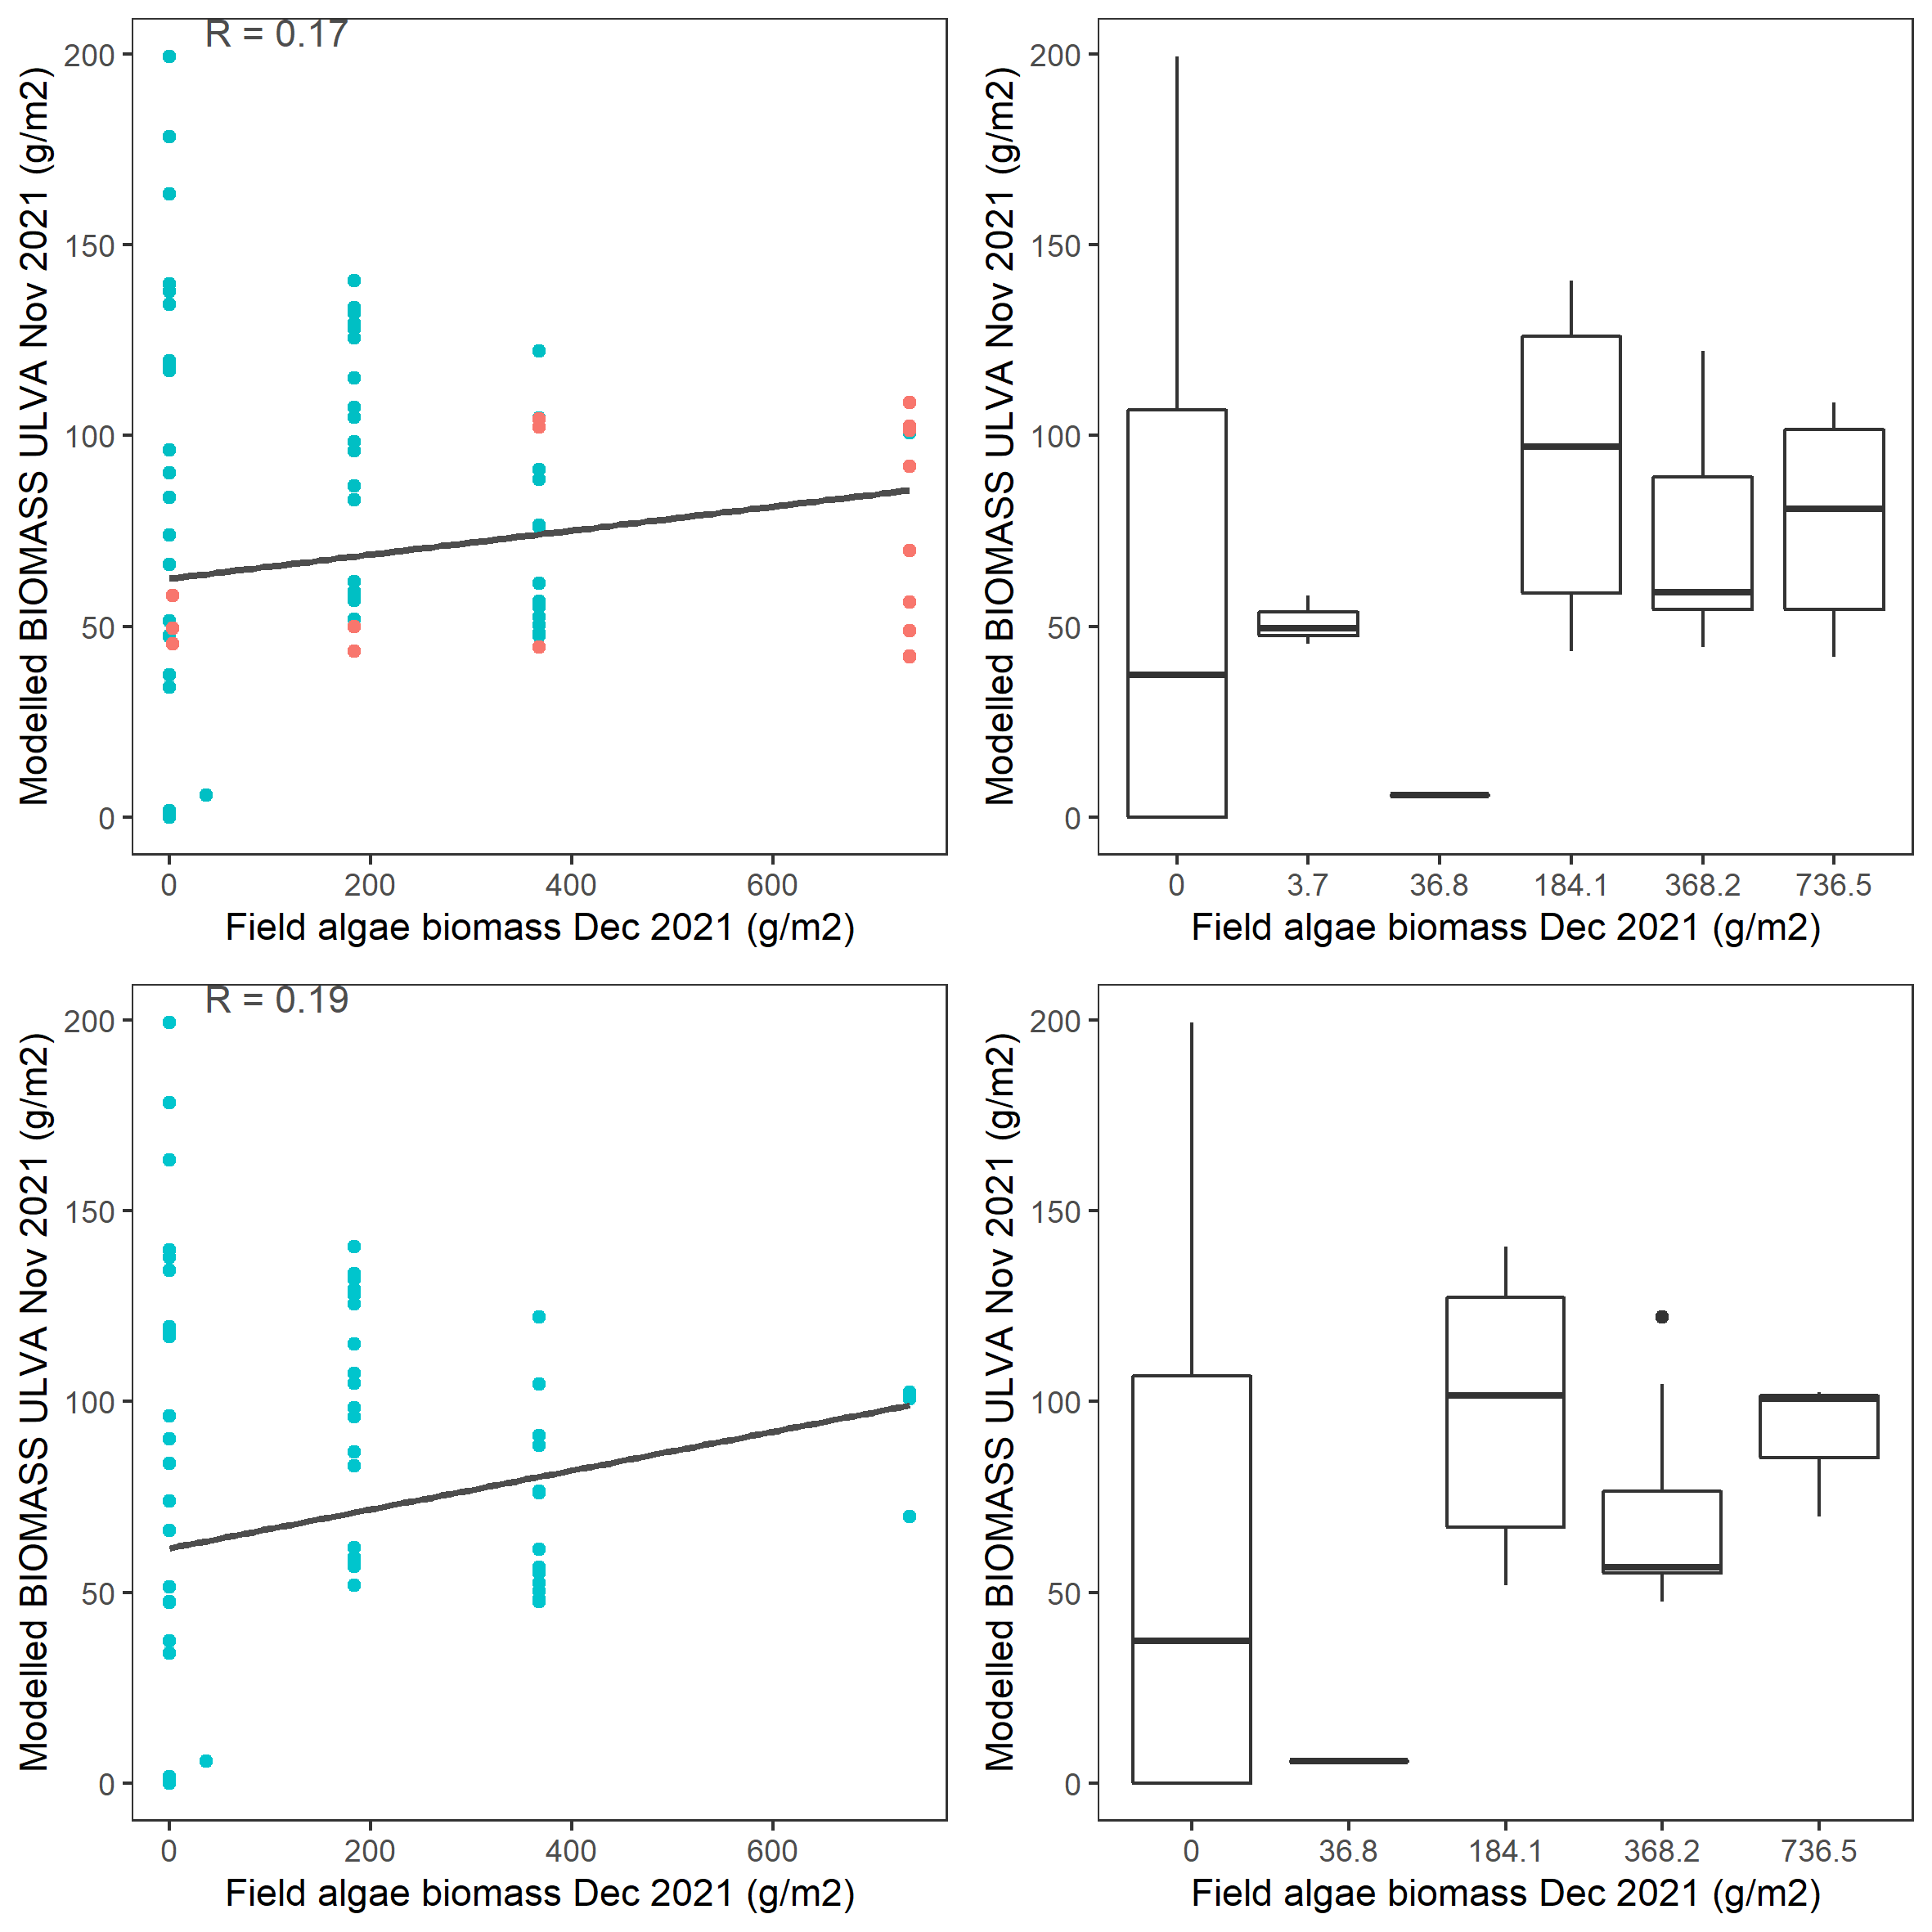 R = 0.17
Modelled BIOMASS ULVA Nov 2021 (g/m2)
200
150
100
50
0
0 200 400 600
Field algae biomass Dec 2021 (g/m2)
Modelled BIOMASS ULVA Nov 2021 (g/m2)
200
150
100
50
0
0 3.7 36.8 184.1 368.2 736.5
Field algae biomass Dec 2021 (g/m2)
R = 0.19
Modelled BIOMASS ULVA Nov 2021 (g/m2)
200
150
100
50
0
0 200 400 600
Field algae biomass Dec 2021 (g/m2)
Modelled BIOMASS ULVA Nov 2021 (g/m2)
200
150
100
50
0
0 36.8 184.1 368.2 736.5
Field algae biomass Dec 2021 (g/m2)